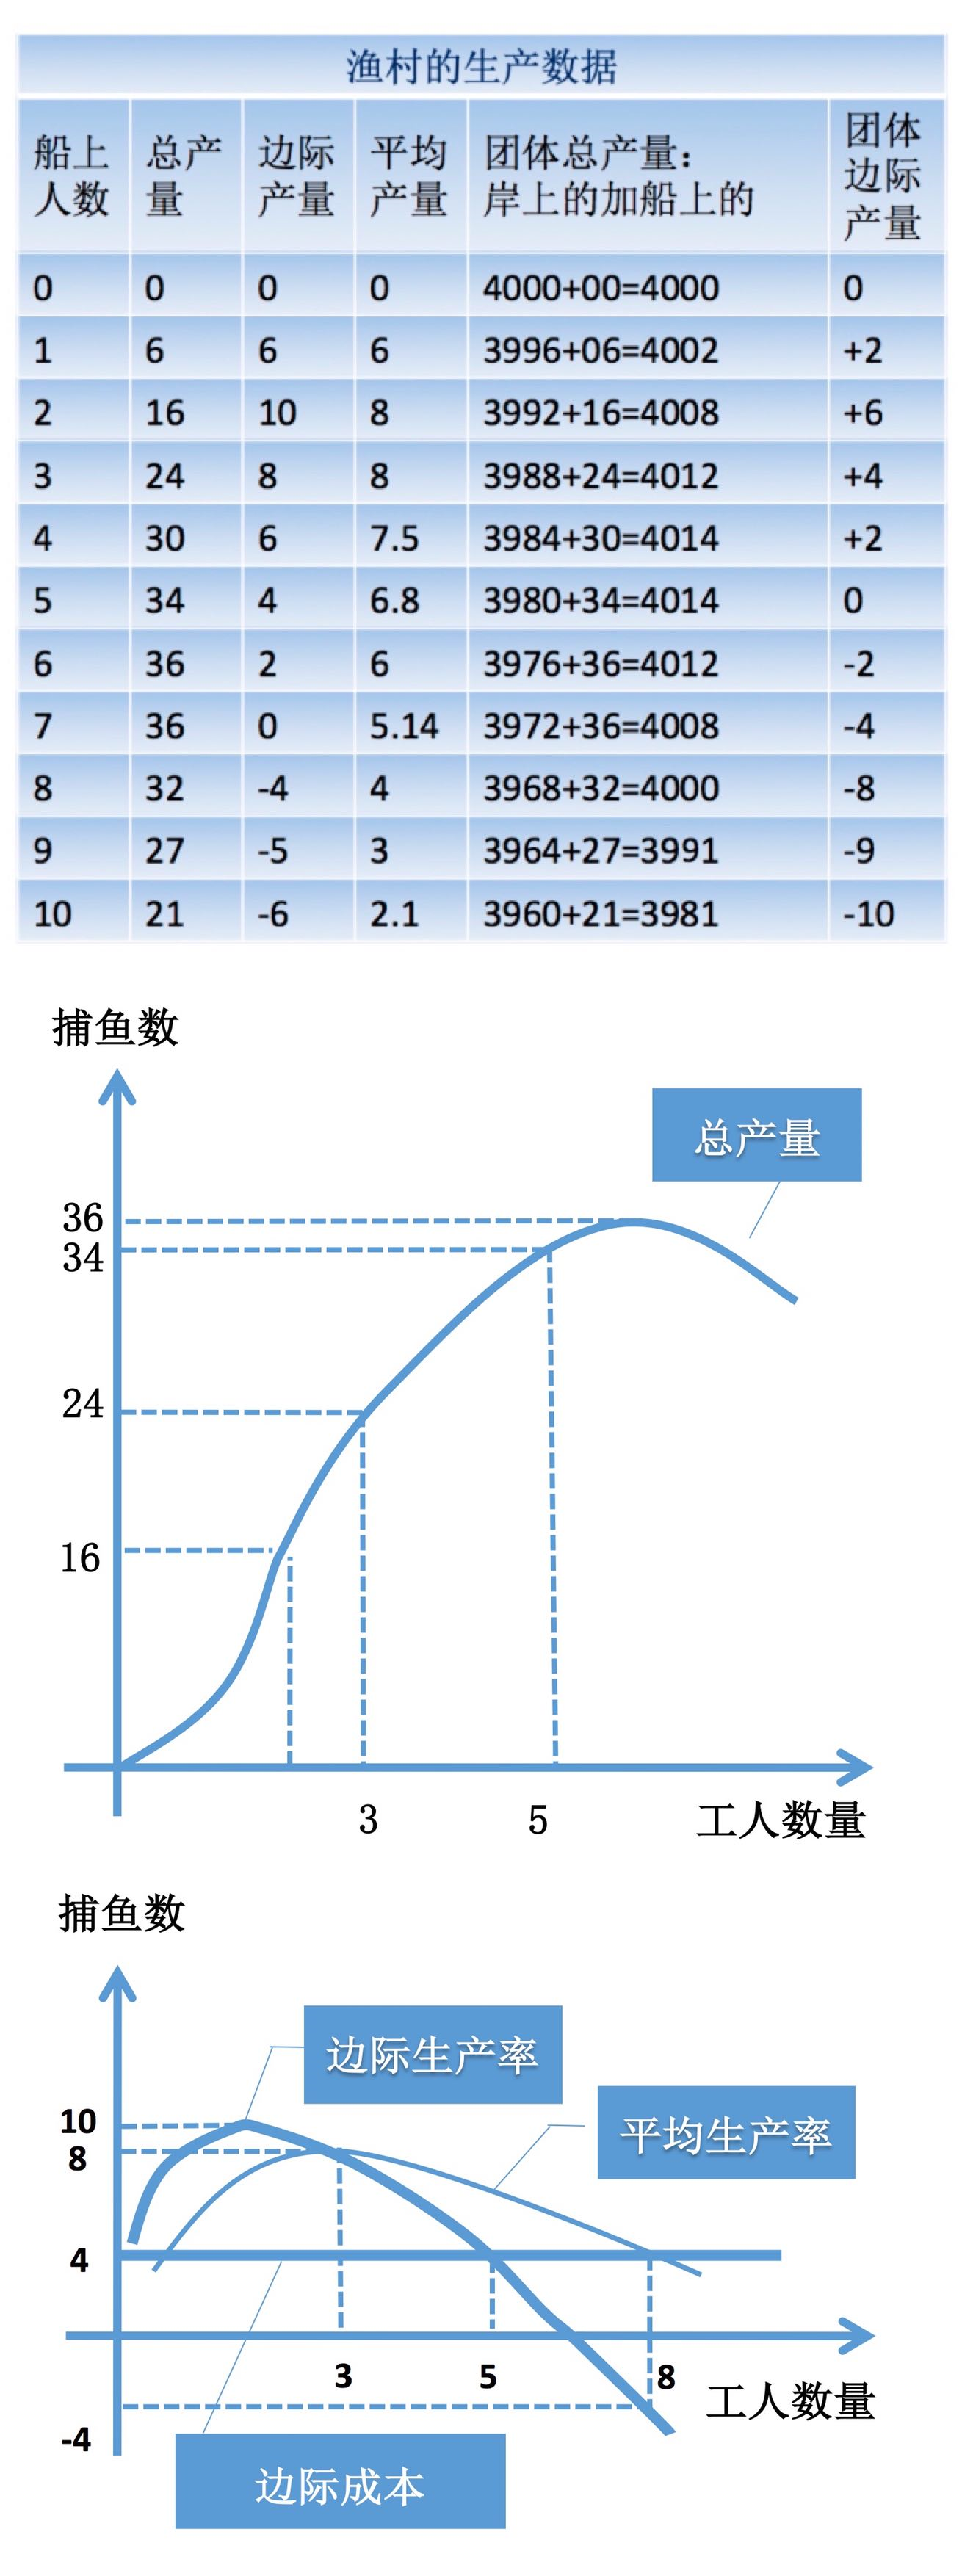 渔村的生产数据
船上人数 总产量 边际产量 平均产量 团体总产量：岸上的加船上的 团体边际产量
0 0 0 0 4000+00=4000 0
1 6 6 6 3996+06=4002 +2
2 16 10 8 3992+16=4008 +6
3 24 8 8 3988+24=4012 +4
4 30 6 7.5 3984+30=4014 +2
5 34 4 6.8 3980+34=4014 0
6 36 2 6 3976+36=4012 -2
7 36 0 5.14 3972+36=4008 -4
8 32 -4 4 3968+32=4000 -8
9 27 -5 3 3964+27=3991 -9
10 21 -6 2.1 3960+21=3981 -10
捕鱼数
总产量
36
34
24
16
3 5 工人数量
捕鱼数
边际生产率
平均生产率
10
8
4
3 5 8 工人数量
-4
边际成本